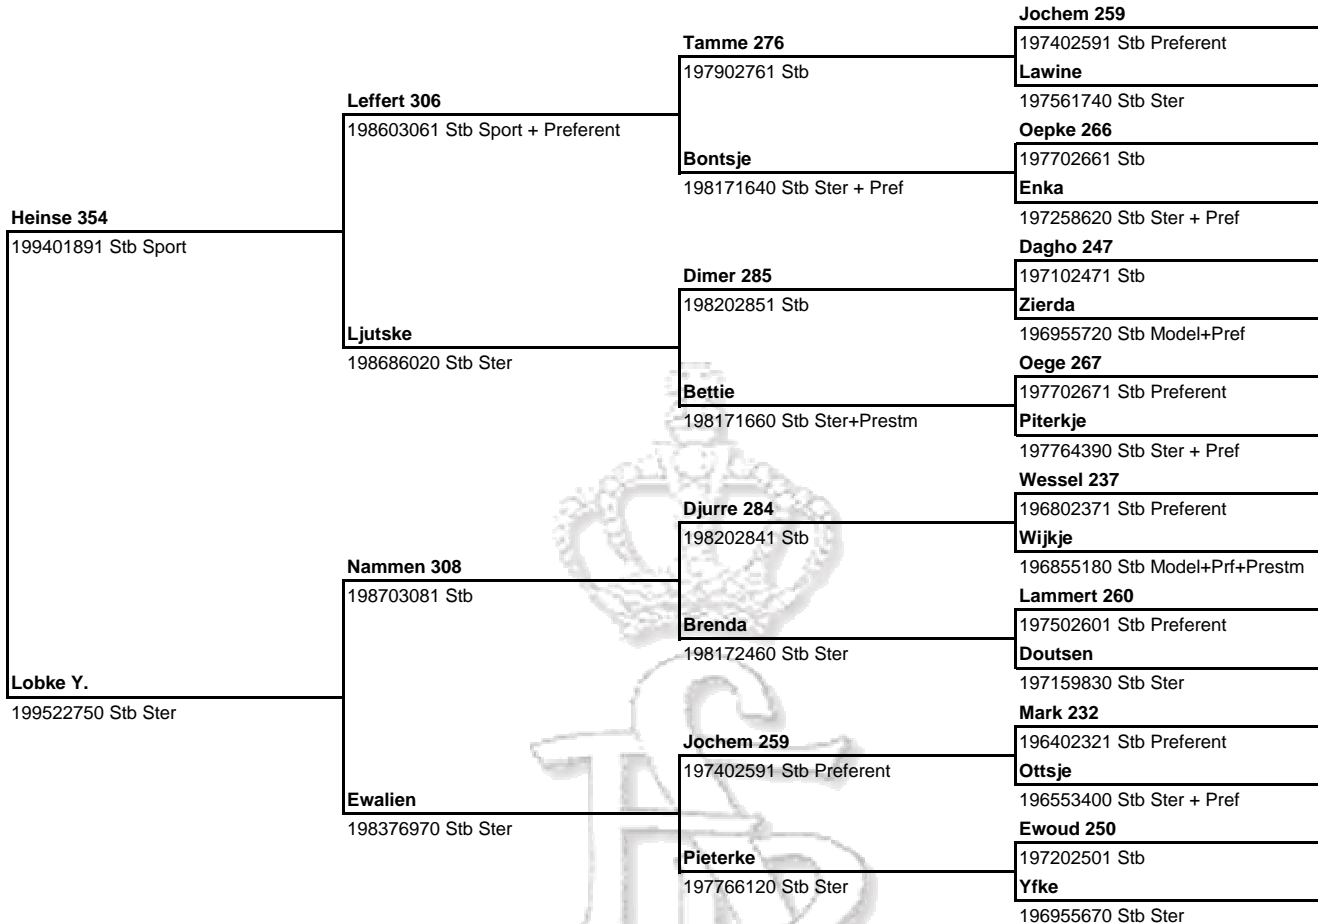 Jochem 259
Tamme 276
197402591 Stb Preferent
197902761 Stb
Lawine
Leffert 306
197561740 Stb Ster
198603061 Stb Sport + Preferent
Oepke 266
Bontsje
197702661 Stb
198171640 Stb Ster + Pref
Enka
Heinse 354
197258620 Stb Ster + Pref
199401891 Stb Sport
Dagho 247
Dimer 285
197102471 Stb
198202851 Stb
Zierda
Ljutske
196955720 Stb Model+Pref
198686020 Stb Ster
Oege 267
Bettie
197702671 Stb Preferent
198171660 Stb Ster+Prestm
Piterkje
197764390 Stb Ster + Pref
Wessel 237
Djurre 284
196802371 Stb Preferent
198202841 Stb
Wijkje
Nammen 308
196855180 Stb Model+Prf+Prestm
198703081 Stb
Lammert 260
Brenda
197502601 Stb Preferent
198172460 Stb Ster
Doutsen
Lobke Y.
197159830 Stb Ster
199522750 Stb Ster
Mark 232
Jochem 259
196402321 Stb Preferent
197402591 Stb Preferent
Ottsje
Ewalien
196553400 Stb Ster + Pref
198376970 Stb Ster
Ewoud 250
Pieterke
197202501 Stb
197766120 Stb Ster
Yfke
196955670 Stb Ster